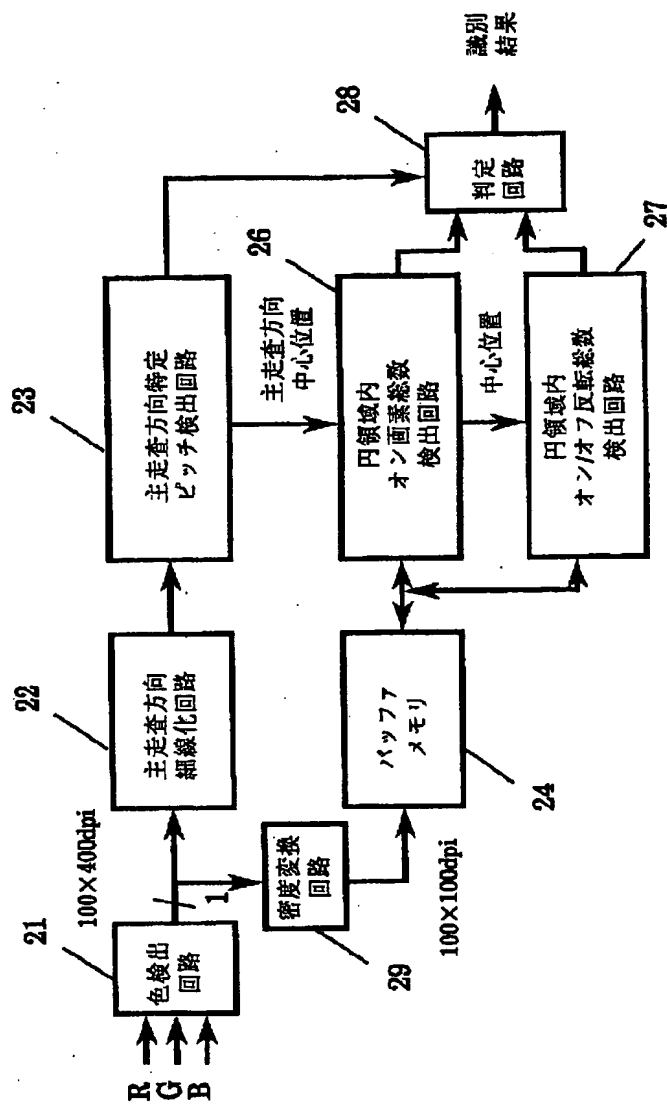 R
G
B
21
色検出
回路
100×400dpi
1
22
主走査方向
細線化回路
23
主走査方向特定
ピッチ検出回路
29
密度変換
回路
100×100dpi
24
バッファ
メモリ
主走査方向
中心位置
26
円領域内
オン画素総数
検出回路
中心位置
27
円領域内
オン/オフ反転総数
検出回路
28
判定
回路
識別
結果